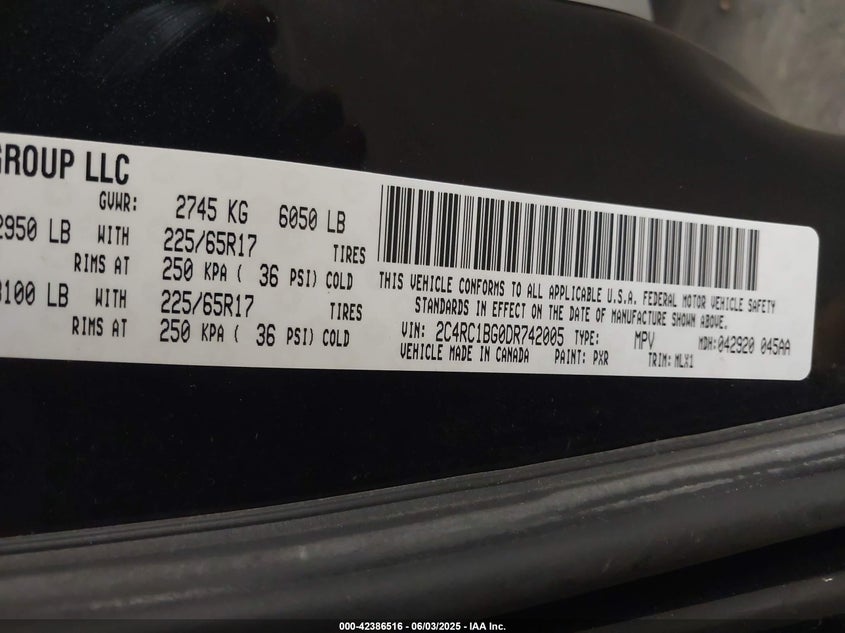 GROUP LLC
GVWR: 2745 KG 6050 LB
2950 LB WITH 225/65R17 TIRES
RIMS AT 250 KPA ( 36 PSI) COLD
100 LB WITH 225/65R17 TIRES
RIMS AT 250 KPA ( 36 PSI) COLD
THIS VEHICLE CONFORMS TO ALL APPLICABLE U.S.A. FEDERAL MOTOR VEHICLE SAFETY
STANDARDS IN EFFECT ON THE DATE OF MANUFACTURE SHOWN ABOVE.
VIN: 2C4RC1BG0DR742005 TYPE: MPV MDH:042920 045AA
VEHICLE MADE IN CANADA PAINT: PXR TRIM: MLX1
000-42386516 - 06/03/2025 - IAA Inc.